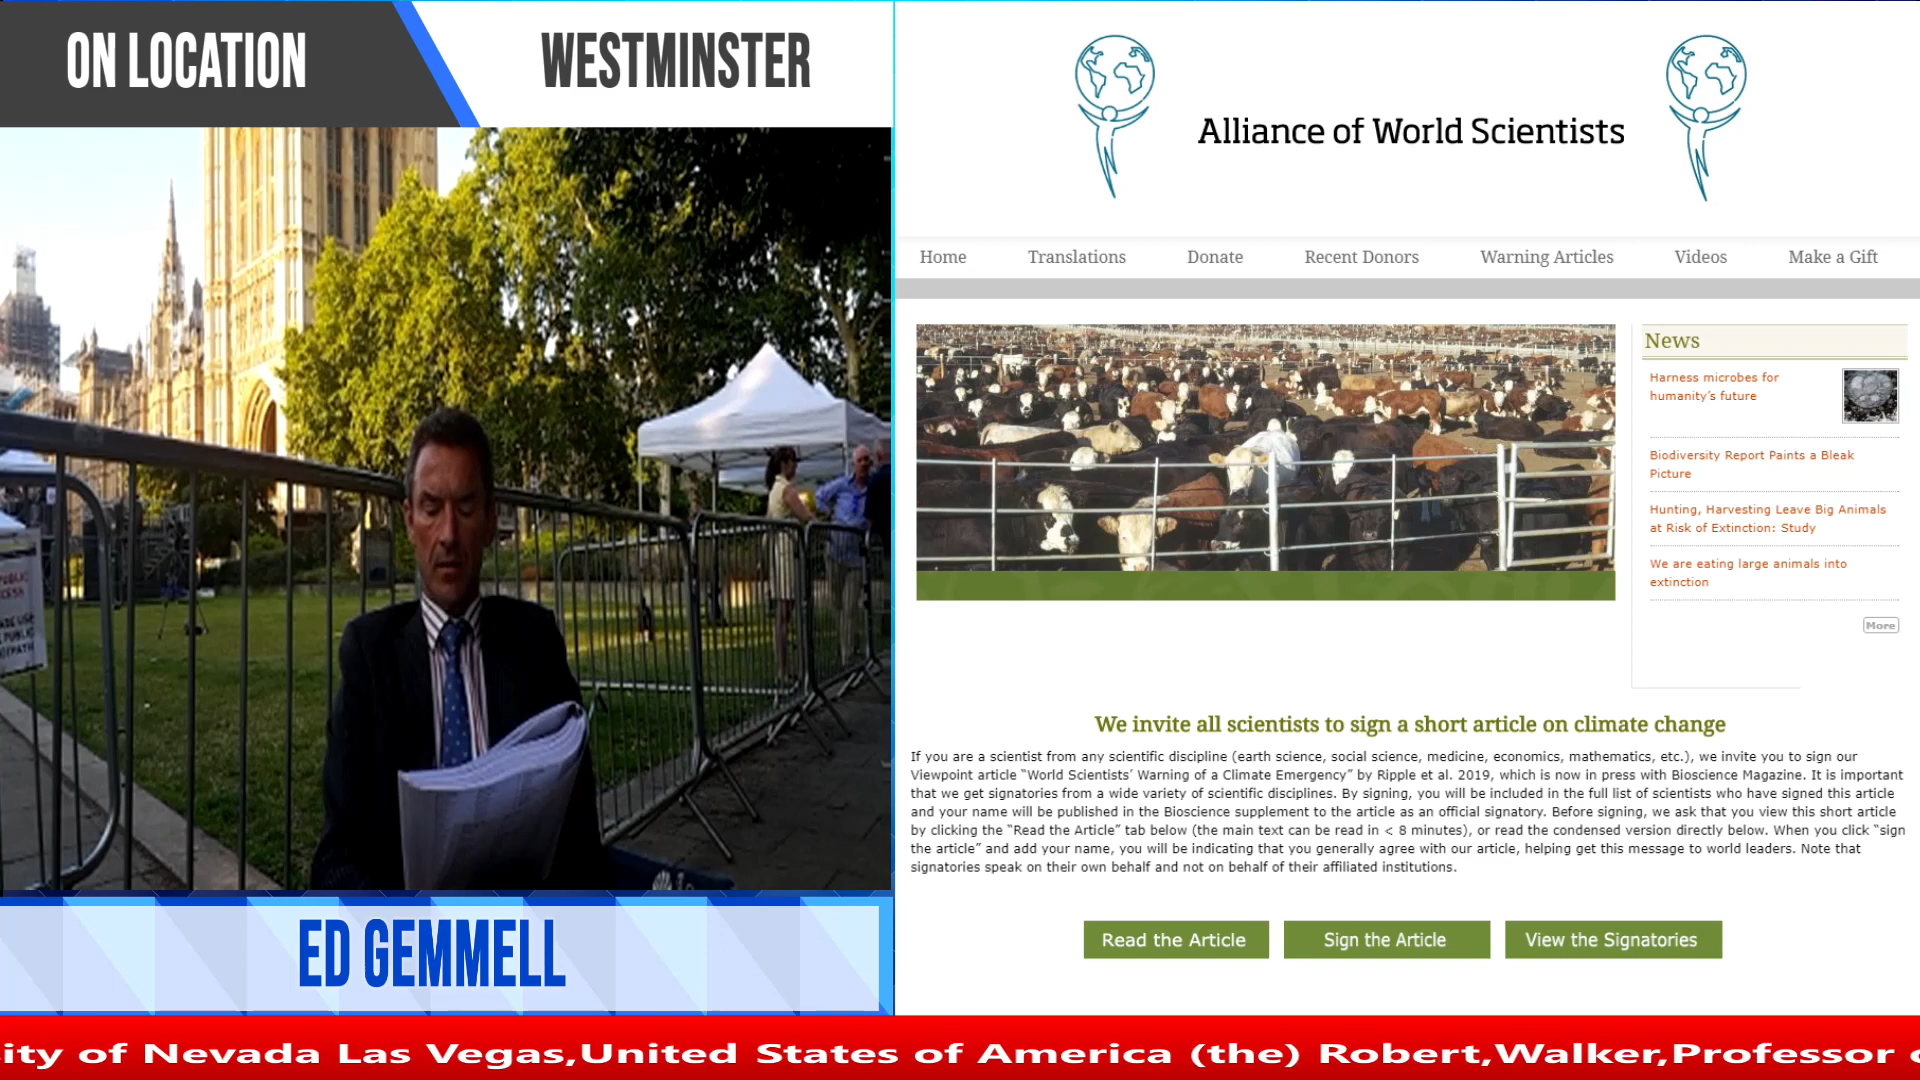 ON LOCATION
WESTMINSTER
ED GEMMELL
Alliance of World Scientists
Home
Translations
Donate
Recent Donors
Warning Articles
Videos
Make a Gift
News
Harness microbes for
humanity's future
Biodiversity Report Paints a Bleak
Picture
Hunting, Harvesting Leave Big Animals
at Risk of Extinction: Study
We are eating large animals into
extinction
More
We invite all scientists to sign a short article on climate change
If you are a scientist from any scientific discipline (earth science, social science, medicine, economics, mathematics, etc.), we invite you to sign our
Viewpoint article "World Scientists' Warning of a Climate Emergency" by Ripple et al. 2019, which is now in press with Bioscience Magazine. It is important
that we get signatories from a wide variety of scientific disciplines. By signing, you will be included in the full list of scientists who have signed this article
and your name will be published in the Bioscience supplement to the article as an official signatory. Before signing, we ask that you view this short article
by clicking the "Read the Article" tab below (the main text can be read in < 8 minutes), or read the condensed version directly below. When you click "sign
the article" and add your name, you will be indicating that you generally agree with our article, helping get this message to world leaders. Note that
signatories speak on their own behalf and not on behalf of their affiliated institutions.
Read the Article
Sign the Article
View the Signatories
ity of Nevada Las Vegas,United States of America (the) Robert,Walker,Professor